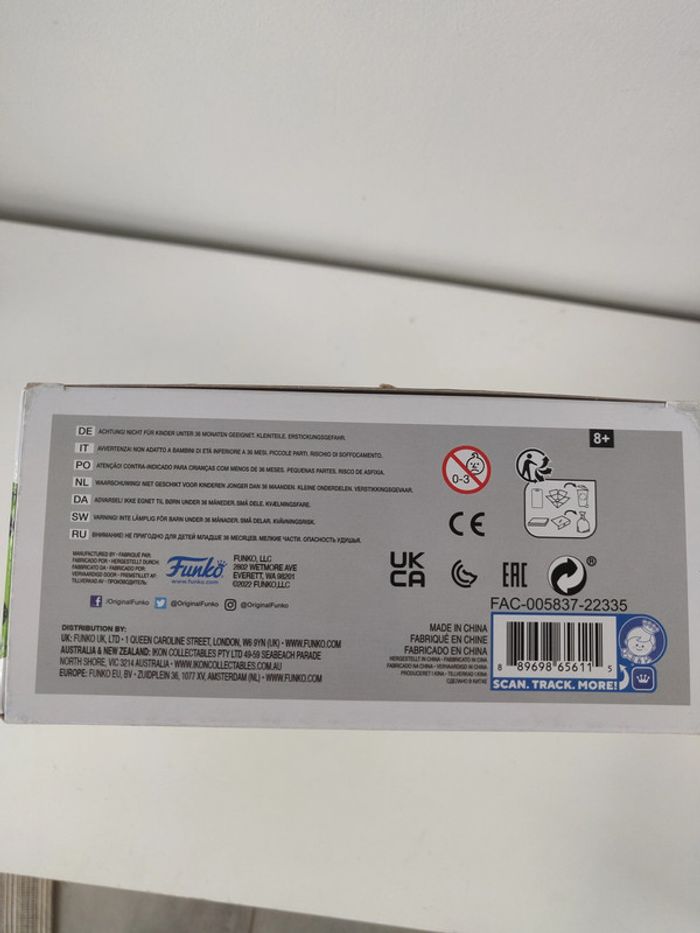 DE ACHTUNG! NICHT FÜR KINDER UNTER 36 MONATEN GEEIGNET. KLEINTEILE. ERSTICKUNGSGEFAHR.
IT AVVERTENZA: NON ADATTO A BAMBINI DI ETÀ INFERIORE A 36 MESI. PICCOLE PARTI. RISCHIO DI SOFFOCAMENTO.
PO ATENÇÃO! CONTRA-INDICADO PARA CRIANÇAS COM MENOS DE 36 MESES. PEQUENAS PARTES. RISCO DE ASFIXIA.
NL WAARSCHUWING! NIET GESCHIKT VOOR KINDEREN JONGER DAN 36 MAANDEN. KLEINE ONDERDELEN. VERSTIKKINGSGEVAAR.
DA ADVARSEL! IKKE EGNET TIL BØRN UNDER 36 MÅNEDER. SMÅ DELE. KVÆLNINGSFARE.
SW VARNING! INTE LÄMPLIG FÖR BARN UNDER 36 MÅNADER. SMÅ DELAR. KVÄVNINGSRISK.
RU ВНИМАНИЕ! НЕ ПРИГОДНО ДЛЯ ДЕТЕЙ МЛАДШЕ 36 МЕСЯЦЕВ. МЕЛКИЕ ЧАСТИ. ОПАСНОСТЬ УДУШЬЯ.
8+
0-3
CE
MANUFACTURED BY • FABRIQUÉ PAR:
FABRICADO POR • HERGESTELLT DURCH:
FABBRICATO DA • FABRICADO POR:
VERVAARDIGD DOOR • FREMSTILLET AF:
TILLVERKAD AV • ПРОИЗВОДИТЕЛЬ:
Funko
www.funko.com
FUNKO, LLC
2802 WETMORE AVE
EVERETT, WA 98201
©2022 FUNKO,LLC
/OriginalFunko @OriginalFunko @OriginalFunko
UK
CA
EAC
®
FAC-005837-22335
DISTRIBUTION BY:
UK: FUNKO UK, LTD • 1 QUEEN CAROLINE STREET, LONDON, W6 9YN (UK) • WWW.FUNKO.COM
AUSTRALIA & NEW ZEALAND: IKON COLLECTABLES PTY LTD 49-59 SEABEACH PARADE
NORTH SHORE, VIC 3214 AUSTRALIA • WWW.IKONCOLLECTABLES.COM.AU
EUROPE: FUNKO EU, BV • ZUIDPLEIN 36, 1077 XV, AMSTERDAM (NL) • WWW.FUNKO.COM
MADE IN CHINA
FABRIQUÉ EN CHINE
FABRICADO EN CHINA
HERGESTELLT IN CHINA • FABBRICATO IN CINA
FABRICADO NA CHINA • VERVAARDIGD IN CHINA
PRODUCERET I KINA • TILLVERKAD I KINA
СДЕЛАНО В КИТАЕ
8 89698 65611 5
SCAN. TRACK. MORE!